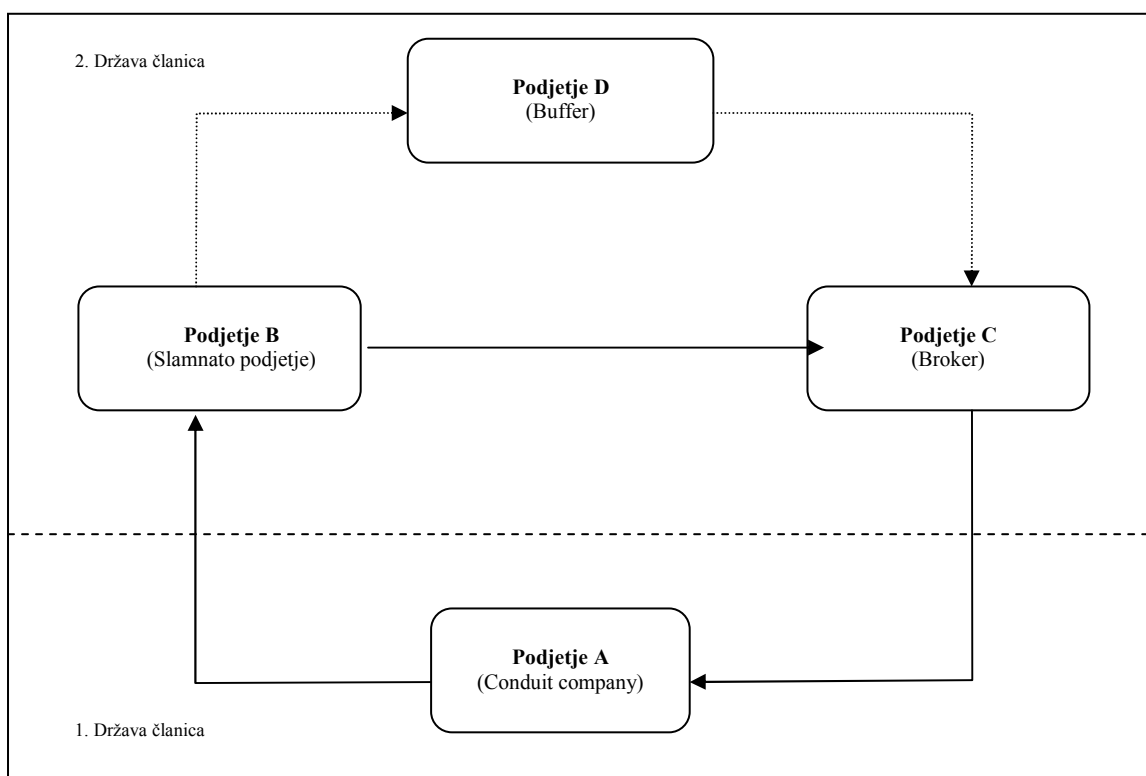 2. Država članica
Podjetje D
(Buffer)
Podjetje B
(Slamnato podjetje)
Podjetje C
(Broker)
Podjetje A
(Conduit company)
1. Država članica